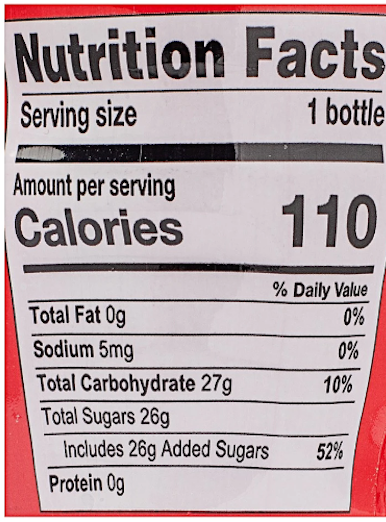 Nutrition Facts
Serving size 1 bottle
Amount per serving
Calories 110
% Daily Value
Total Fat 0g 0%
Sodium 5mg 0%
Total Carbohydrate 27g 10%
Total Sugars 26g
Includes 26g Added Sugars 52%
Protein 0g